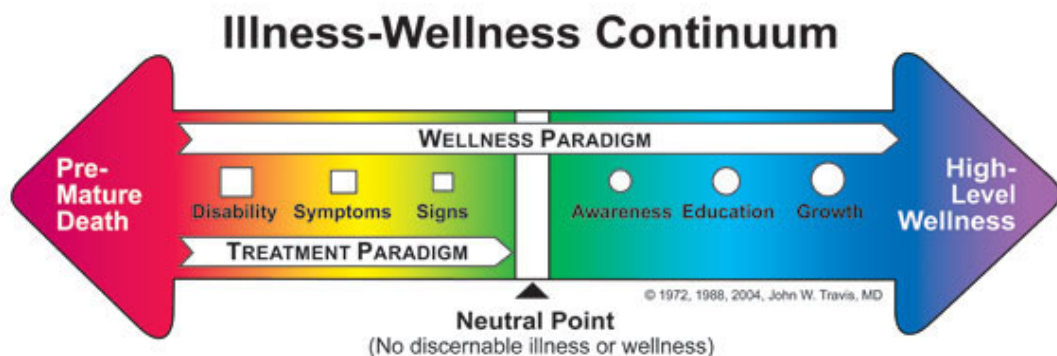 Illness-Wellness Continuum
WELLNESS PARADIGM
Pre-
Mature
Death
Disability Symptoms Signs
Awareness Education Growth
High-
Level
Wellness
TREATMENT PARADIGM
© 1972, 1988, 2004, John W. Travis, MD
Neutral Point
(No discernable illness or wellness)